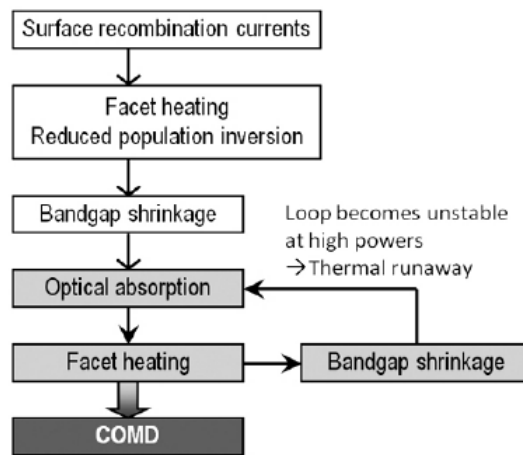 Surface recombination currents
Facet heating
Reduced population inversion
Bandgap shrinkage
Loop becomes unstable
at high powers
→Thermal runaway
Optical absorption
Facet heating
Bandgap shrinkage
COMD